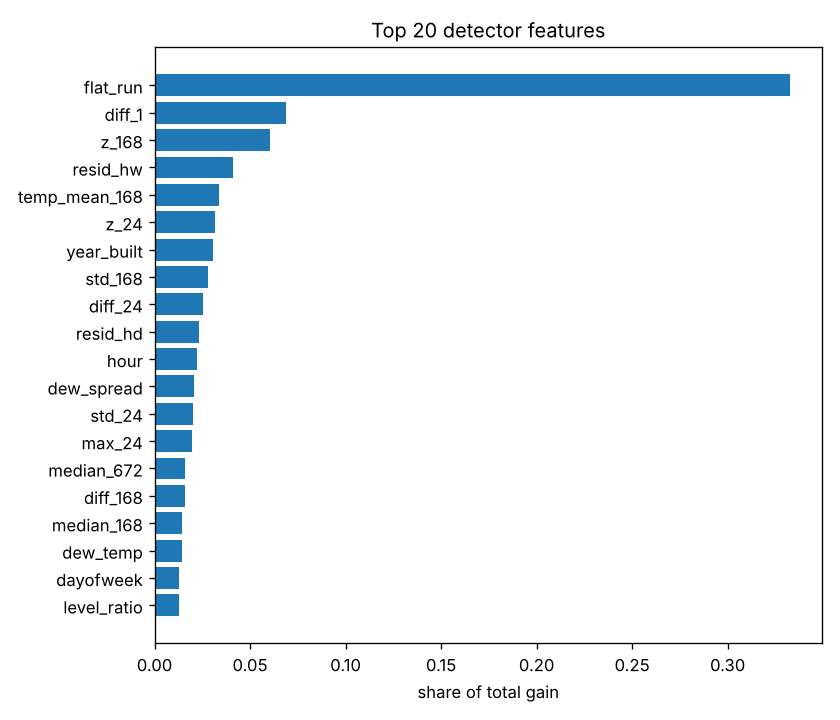 Top 20 detector features
flat_run
diff_1
z_168
resid_hw
temp_mean_168
z_24
year_built
std_168
diff_24
resid_hd
hour
dew_spread
std_24
max_24
median_672
diff_168
median_168
dew_temp
dayofweek
level_ratio
0.00 0.05 0.10 0.15 0.20 0.25 0.30
share of total gain